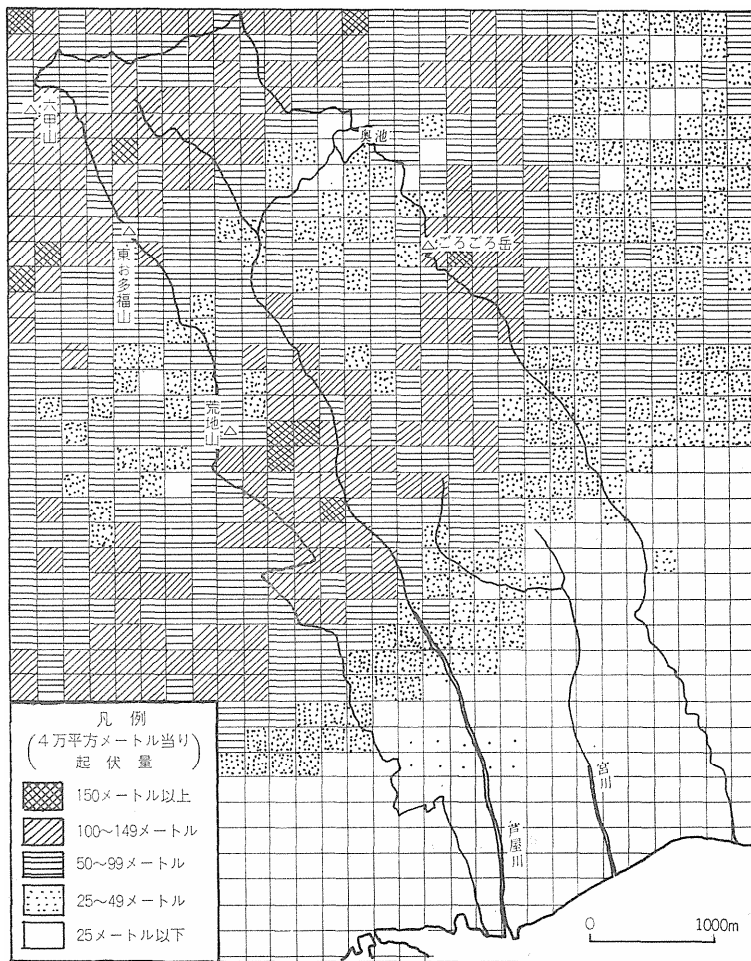 六甲山
奥池
ごろごろ岳
東お多福山
荒地山
宮川
芦屋川
凡例
(4万平方メートル当り)
起伏量
150メートル以上
100〜149メートル
50〜99メートル
25〜49メートル
25メートル以下
0 1000m